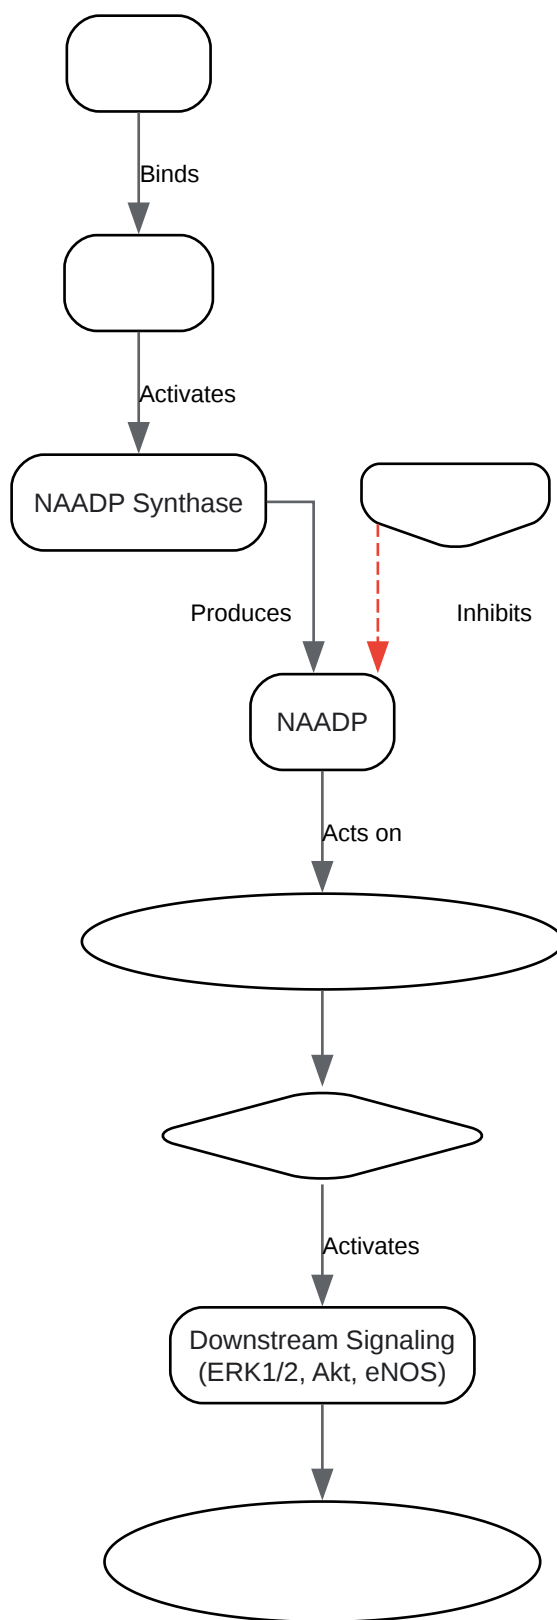 Binds
Activates
NAADP Synthase
Produces
Inhibits
NAADP
Acts on
Activates
Downstream Signaling
(ERK1/2, Akt, eNOS)